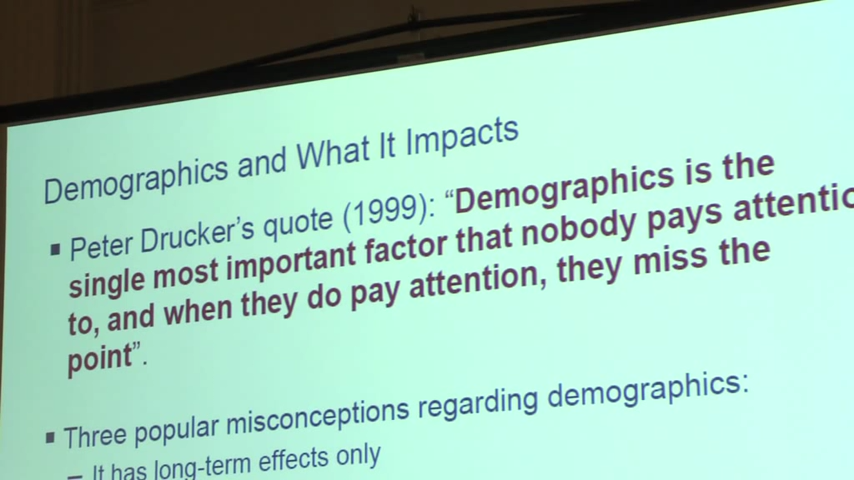 Demographics and What It Impacts
▪ Peter Drucker's quote (1999): “Demographics is the
single most important factor that nobody pays attentio
to, and when they do pay attention, they miss the
point”.
▪ Three popular misconceptions regarding demographics:
– It has long-term effects only